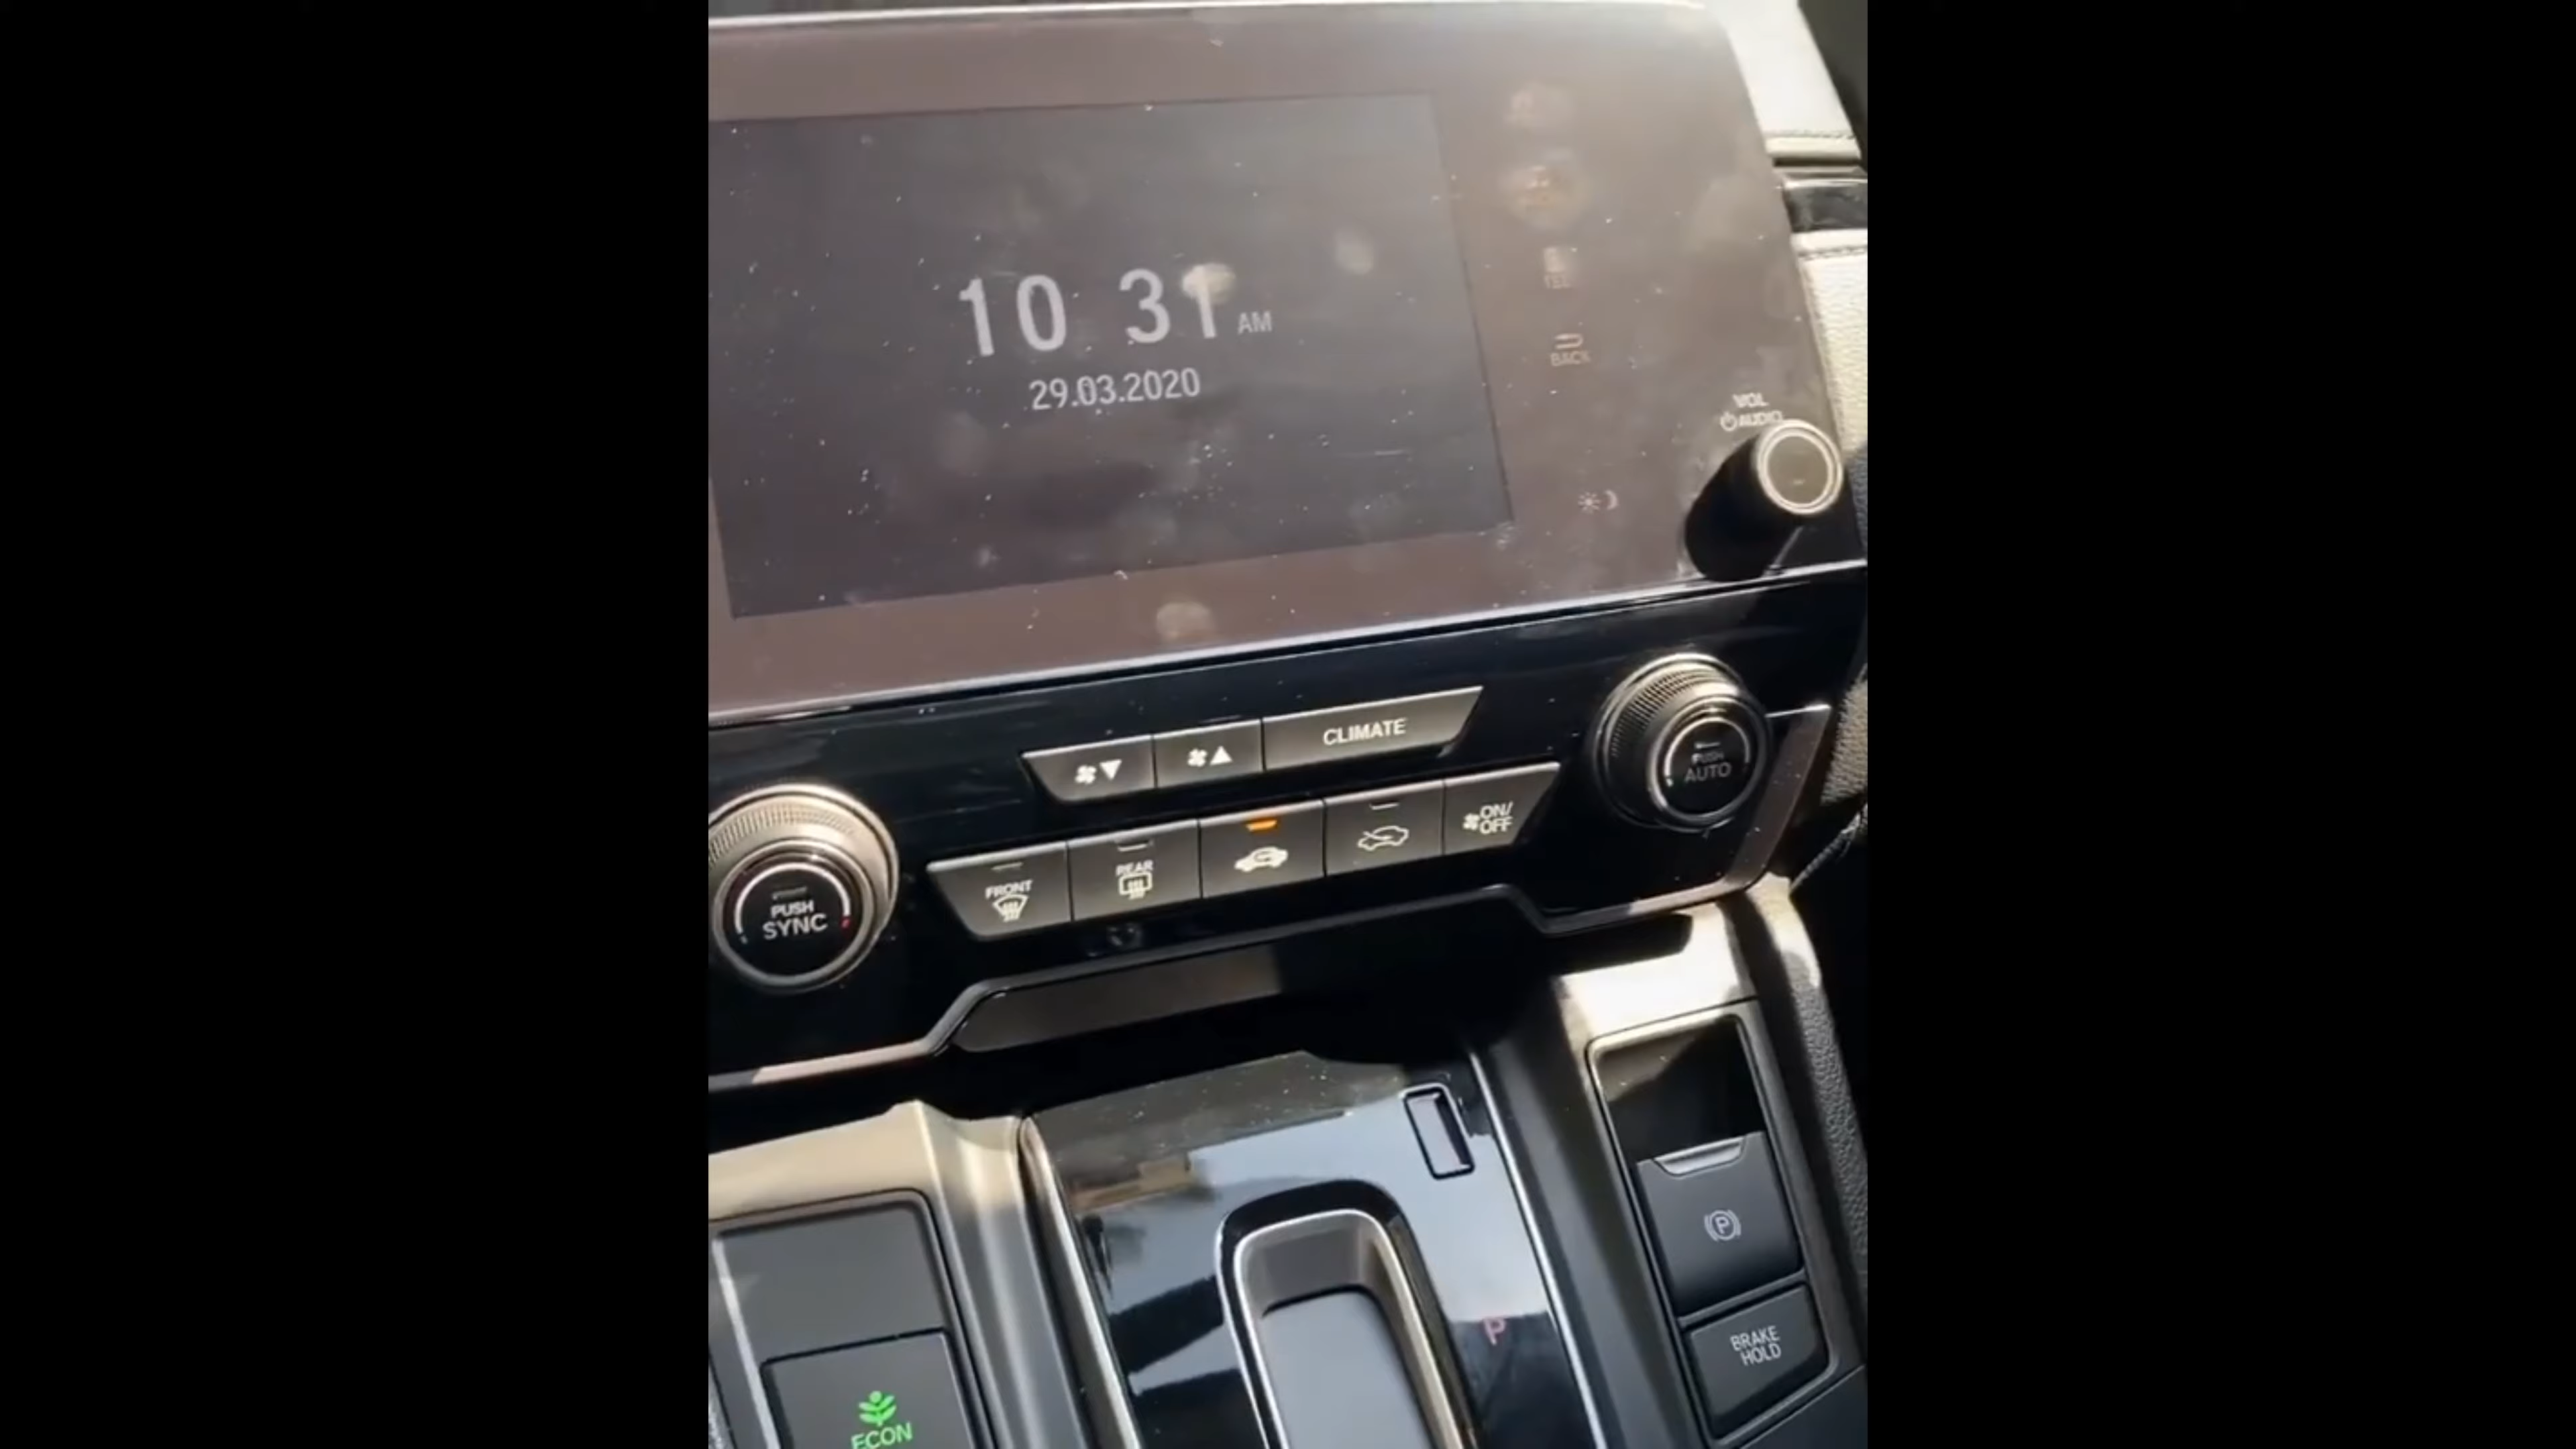 10 31 AM
29.03.2020
BACK
VOL
AUDIO
CLIMATE
PUSH
AUTO
ON/
OFF
FRONT
REAR
PUSH
SYNC
P
P
BRAKE
HOLD
ECON